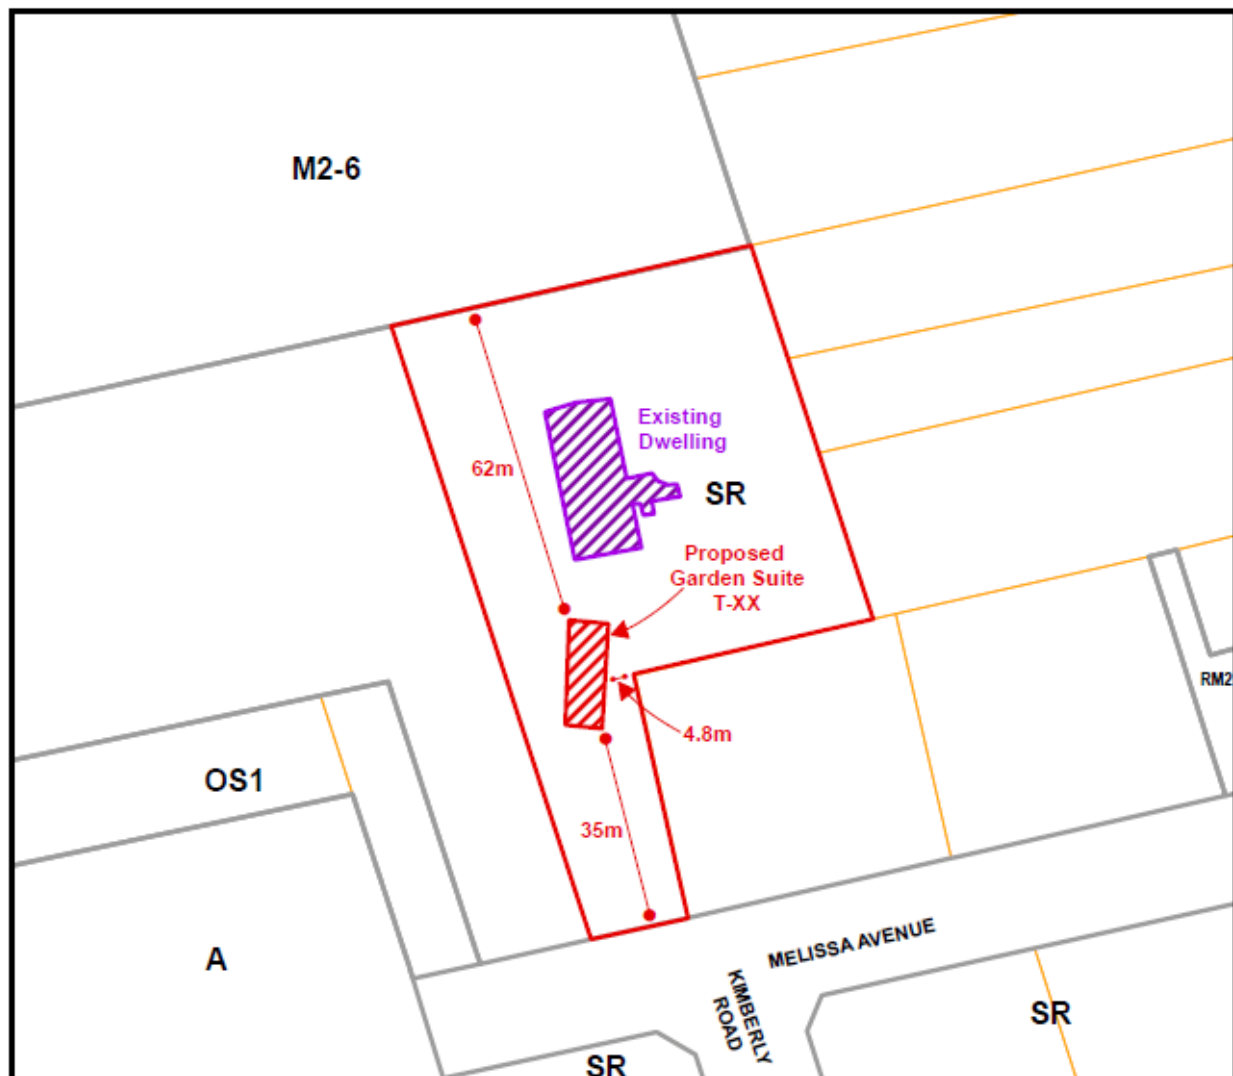 M2-6
Existing
Dwelling
62m
SR
Proposed
Garden Suite
T-XX
RM2
4.8m
OS1
35m
MELISSA AVENUE
A
KIMBERLY
ROAD
SR
SR